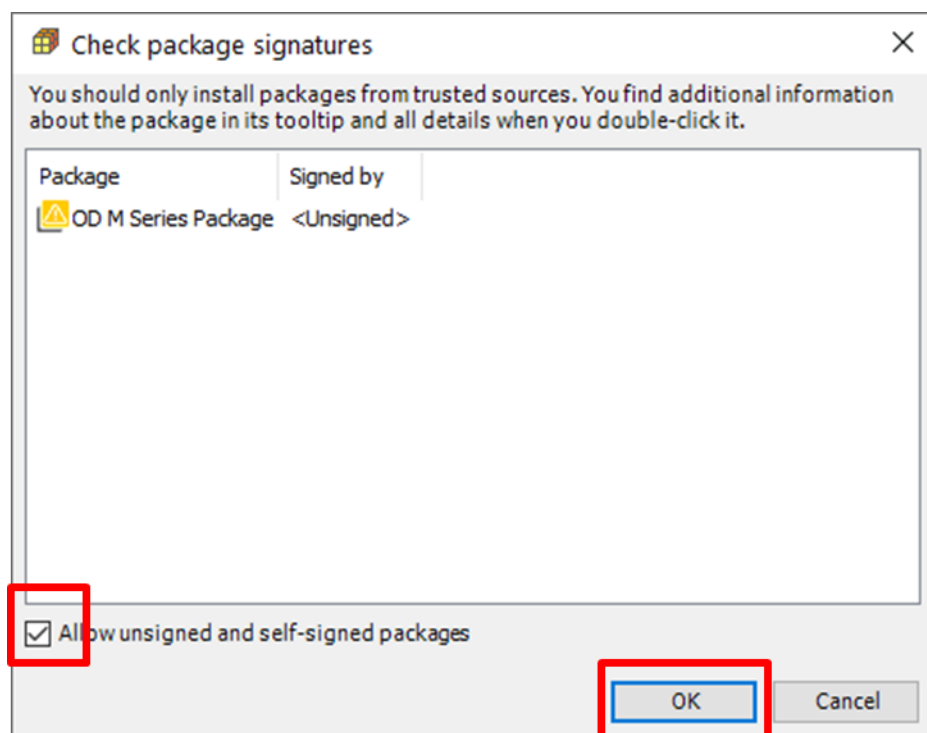 Check package signatures
You should only install packages from trusted sources. You find additional information
about the package in its tooltip and all details when you double-click it.
Package Signed by
OD M Series Package <Unsigned>
Allow unsigned and self-signed packages
OK Cancel